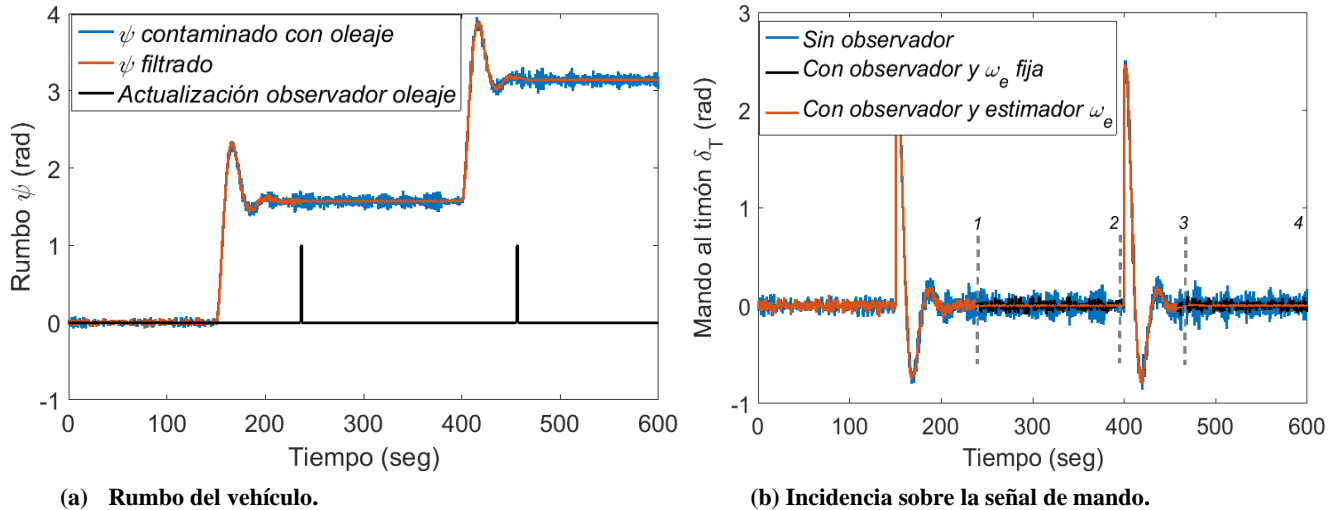 ψ contaminado con oleaje
ψ filtrado
Actualización observador oleaje
Rumbo ψ (rad)
4
3
2
1
0
-1
0 100 200 300 400 500 600
Tiempo (seg)
(a) Rumbo del vehículo.
Sin observador
Con observador y ω_e fija
Con observador y estimador ω_e
Mando al timón δ_T (rad)
3
2
1
0
-1
1 2 3 4
0 100 200 300 400 500 600
Tiempo (seg)
(b) Incidencia sobre la señal de mando.